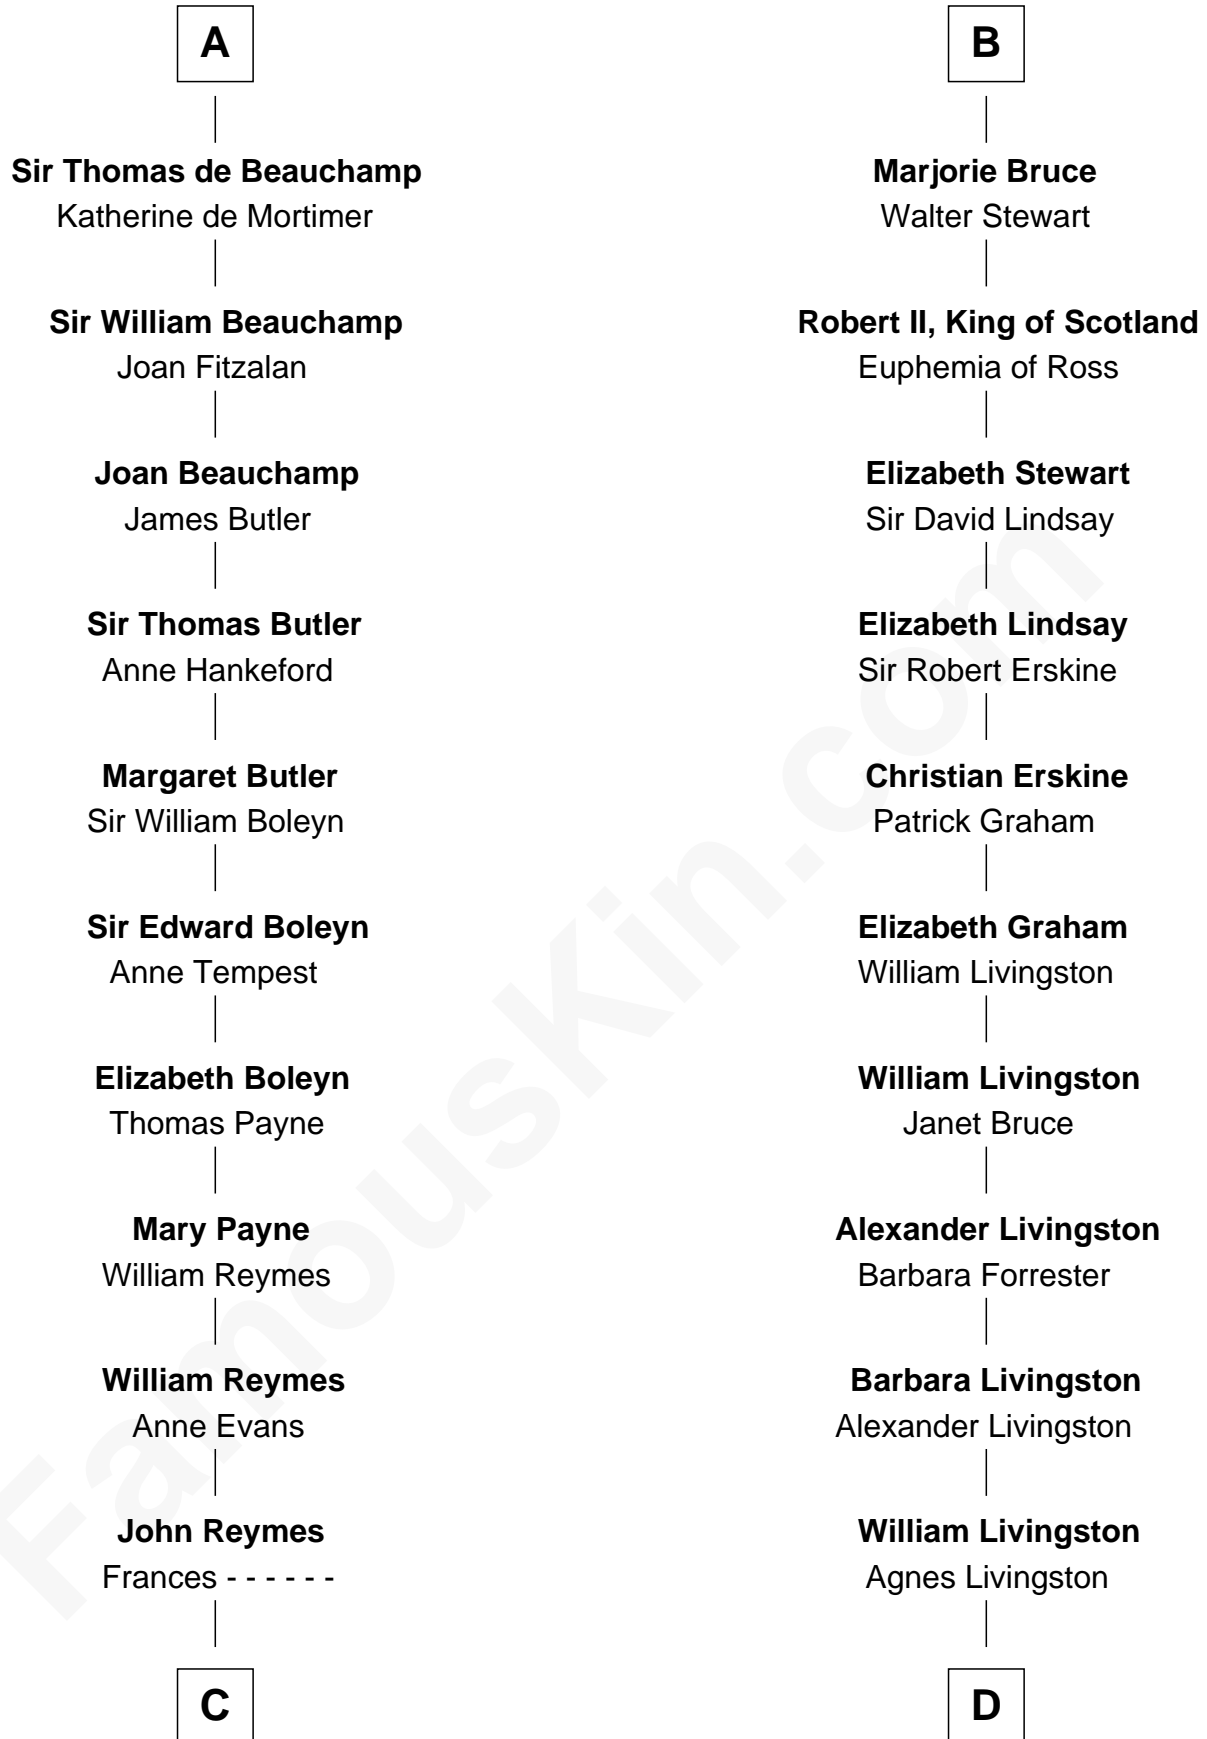 A
Sir Thomas de Beauchamp
Katherine de Mortimer
Sir William Beauchamp
Joan Fitzalan
Joan Beauchamp
James Butler
Sir Thomas Butler
Anne Hankeford
Margaret Butler
Sir William Boleyn
Sir Edward Boleyn
Anne Tempest
Elizabeth Boleyn
Thomas Payne
Mary Payne
William Reymes
William Reymes
Anne Evans
John Reymes
Frances - - - - - -
C
B
Marjorie Bruce
Walter Stewart
Robert II, King of Scotland
Euphemia of Ross
Elizabeth Stewart
Sir David Lindsay
Elizabeth Lindsay
Sir Robert Erskine
Christian Erskine
Patrick Graham
Elizabeth Graham
William Livingston
William Livingston
Janet Bruce
Alexander Livingston
Barbara Forrester
Barbara Livingston
Alexander Livingston
William Livingston
Agnes Livingston
D
FamousKin.com